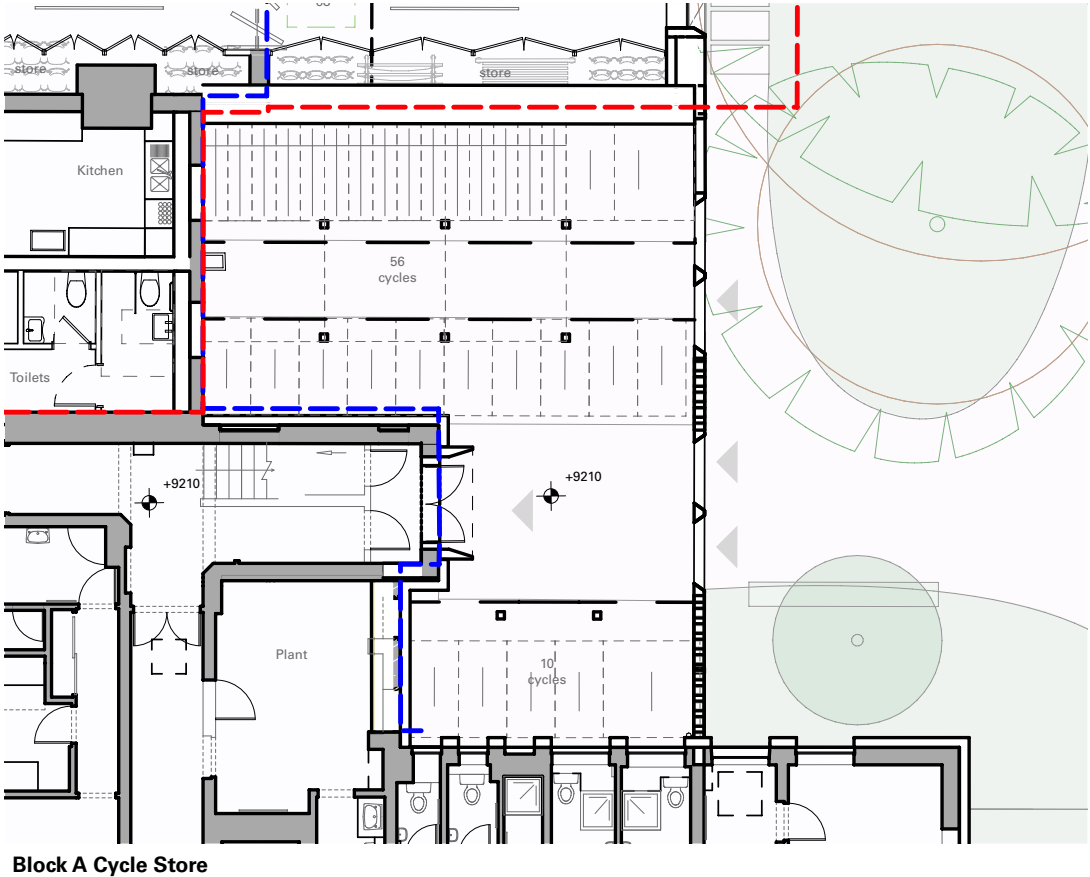 store
store
store
Kitchen
56
cycles
Toilets
+9210
+9210
Plant
10
cycles
Block A Cycle Store